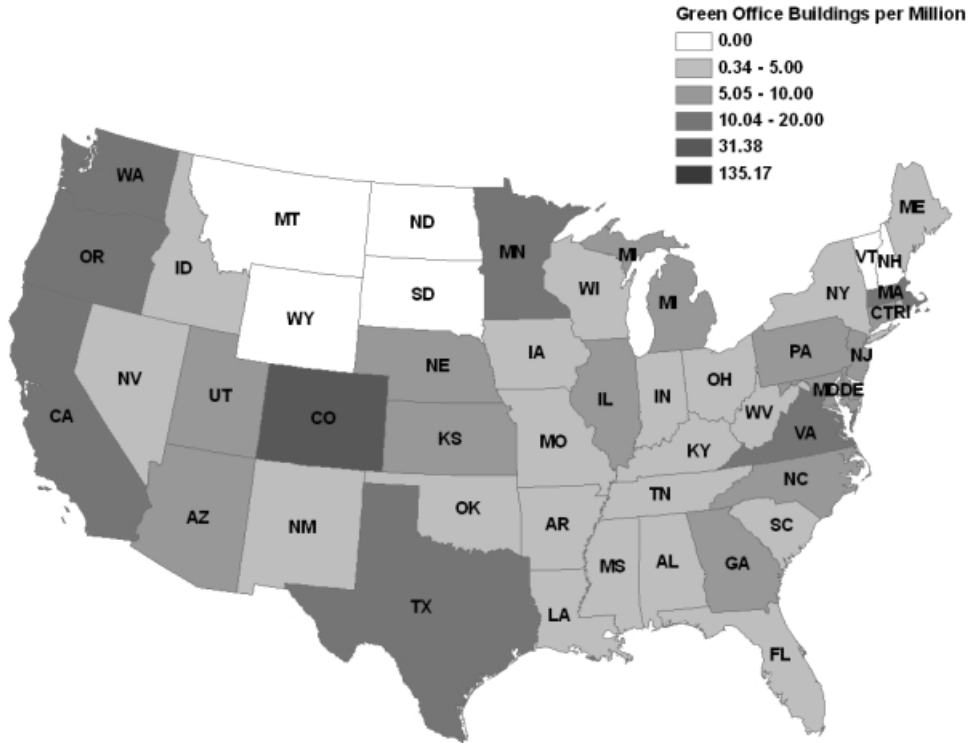 Green Office Buildings per Million
0.00
0.34 - 5.00
5.05 - 10.00
10.04 - 20.00
31.38
135.17
WA
MT
ND
MN
ME
OR
ID
SD
WI
MI
MI
VT
NH
WY
NY
MA
CT
RI
NV
UT
CO
NE
IA
IL
IN
OH
PA
NJ
MD
DE
CA
KS
MO
WV
VA
KY
AZ
NM
OK
AR
TN
NC
SC
MS
AL
GA
TX
LA
FL